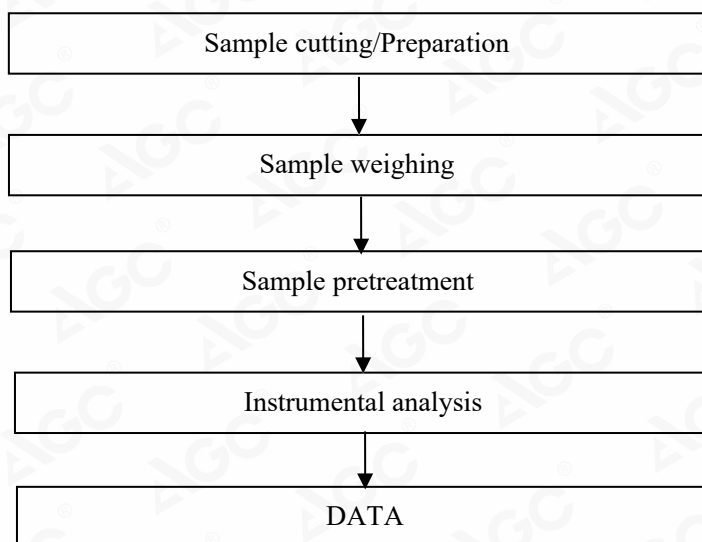 Sample cutting/Preparation
Sample weighing
Sample pretreatment
Instrumental analysis
DATA